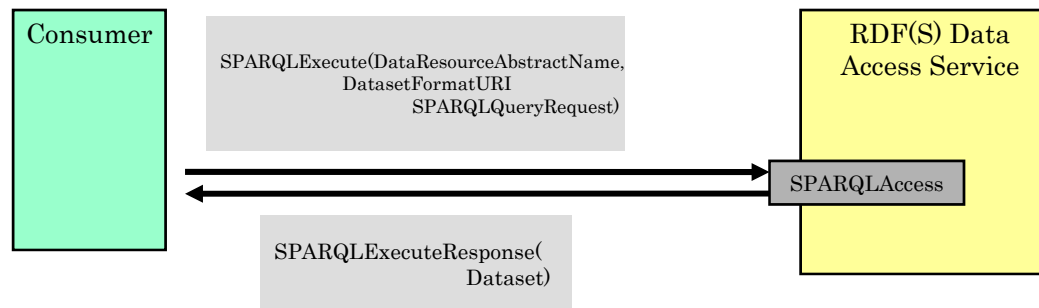 Consumer
SPARQLExecute(DataResourceAbstractName,
DatasetFormatURI
SPARQLQueryRequest)
RDF(S) Data
Access Service
SPARQLAccess
SPARQLExecuteResponse(
Dataset)